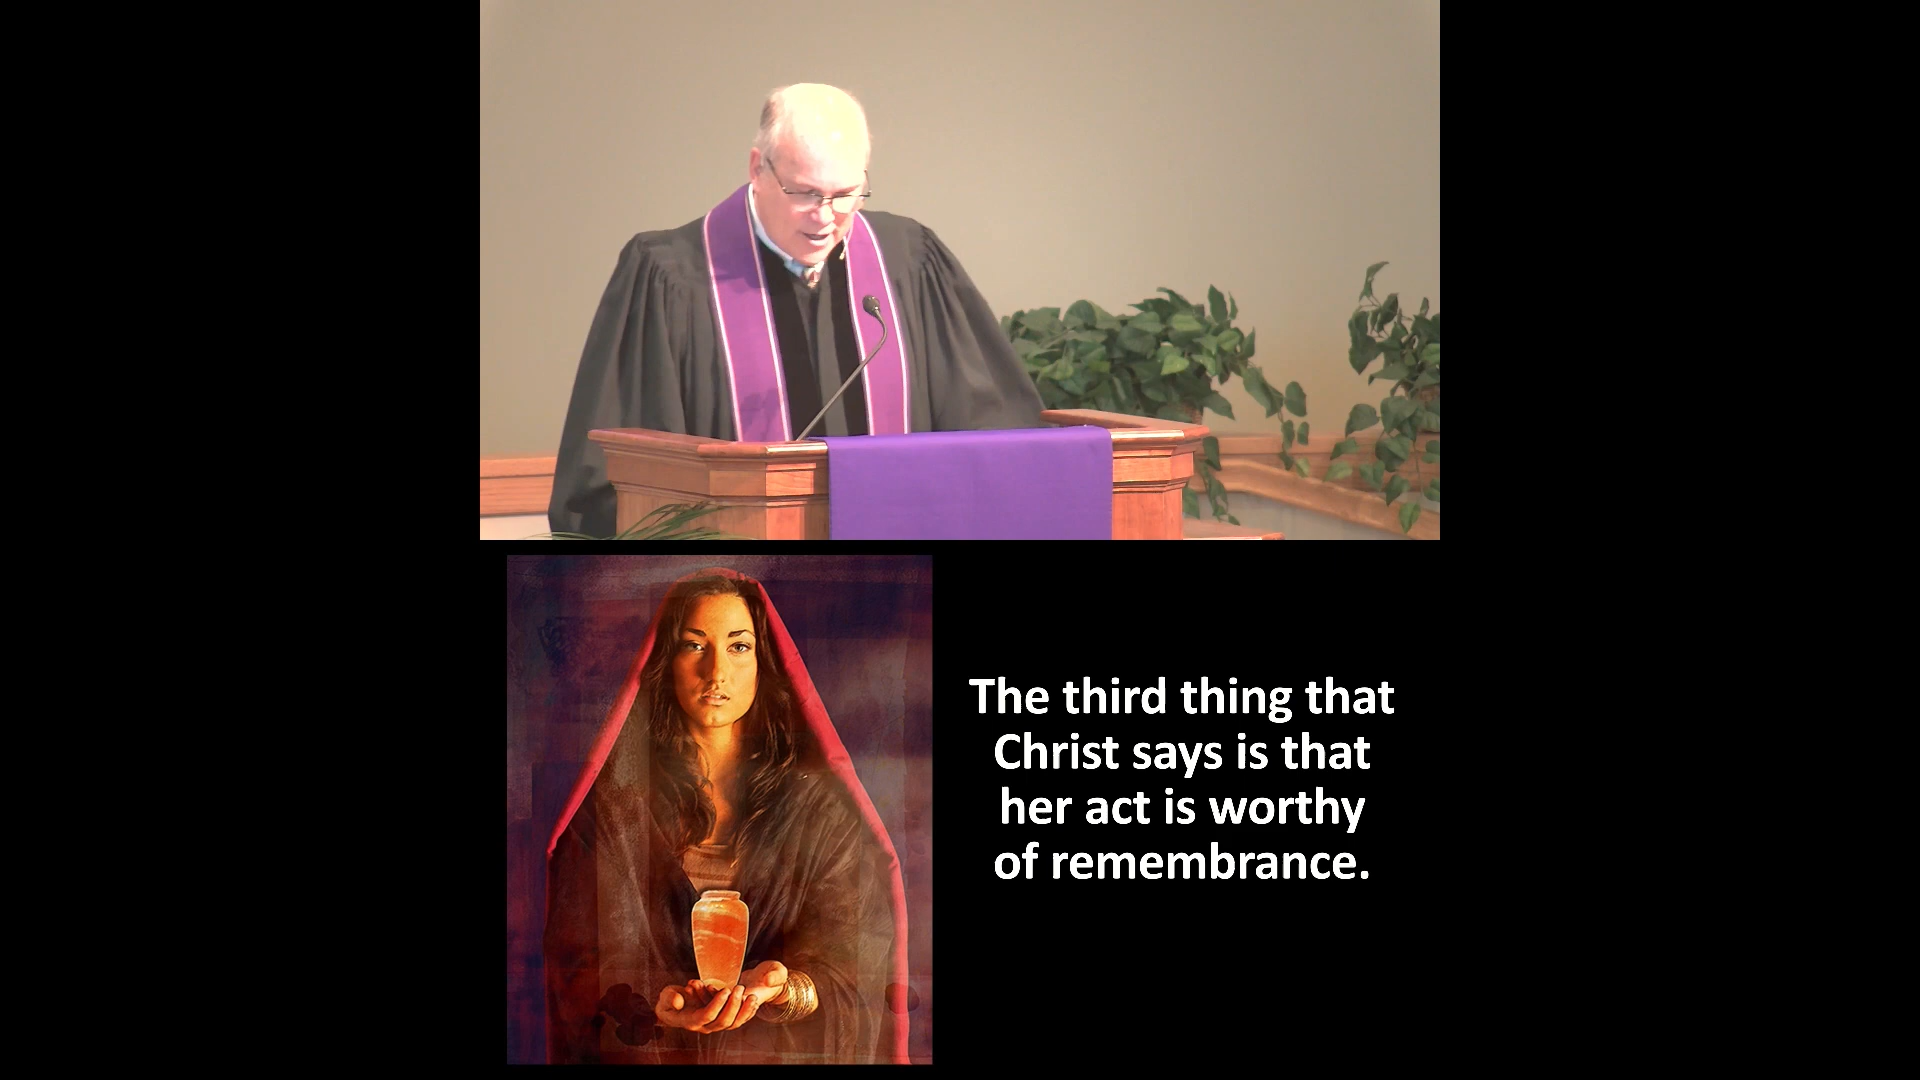 The third thing that
Christ says is that
her act is worthy
of remembrance.